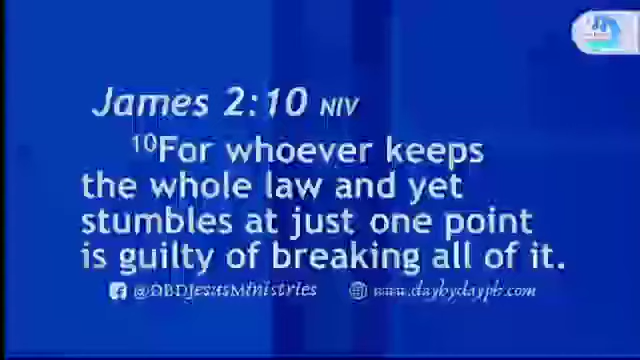 James 2:10 NIV
¹⁰For whoever keeps
the whole law and yet
stumbles at just one point
is guilty of breaking all of it.
@DBDJesusMinistries www.daybydayph.com